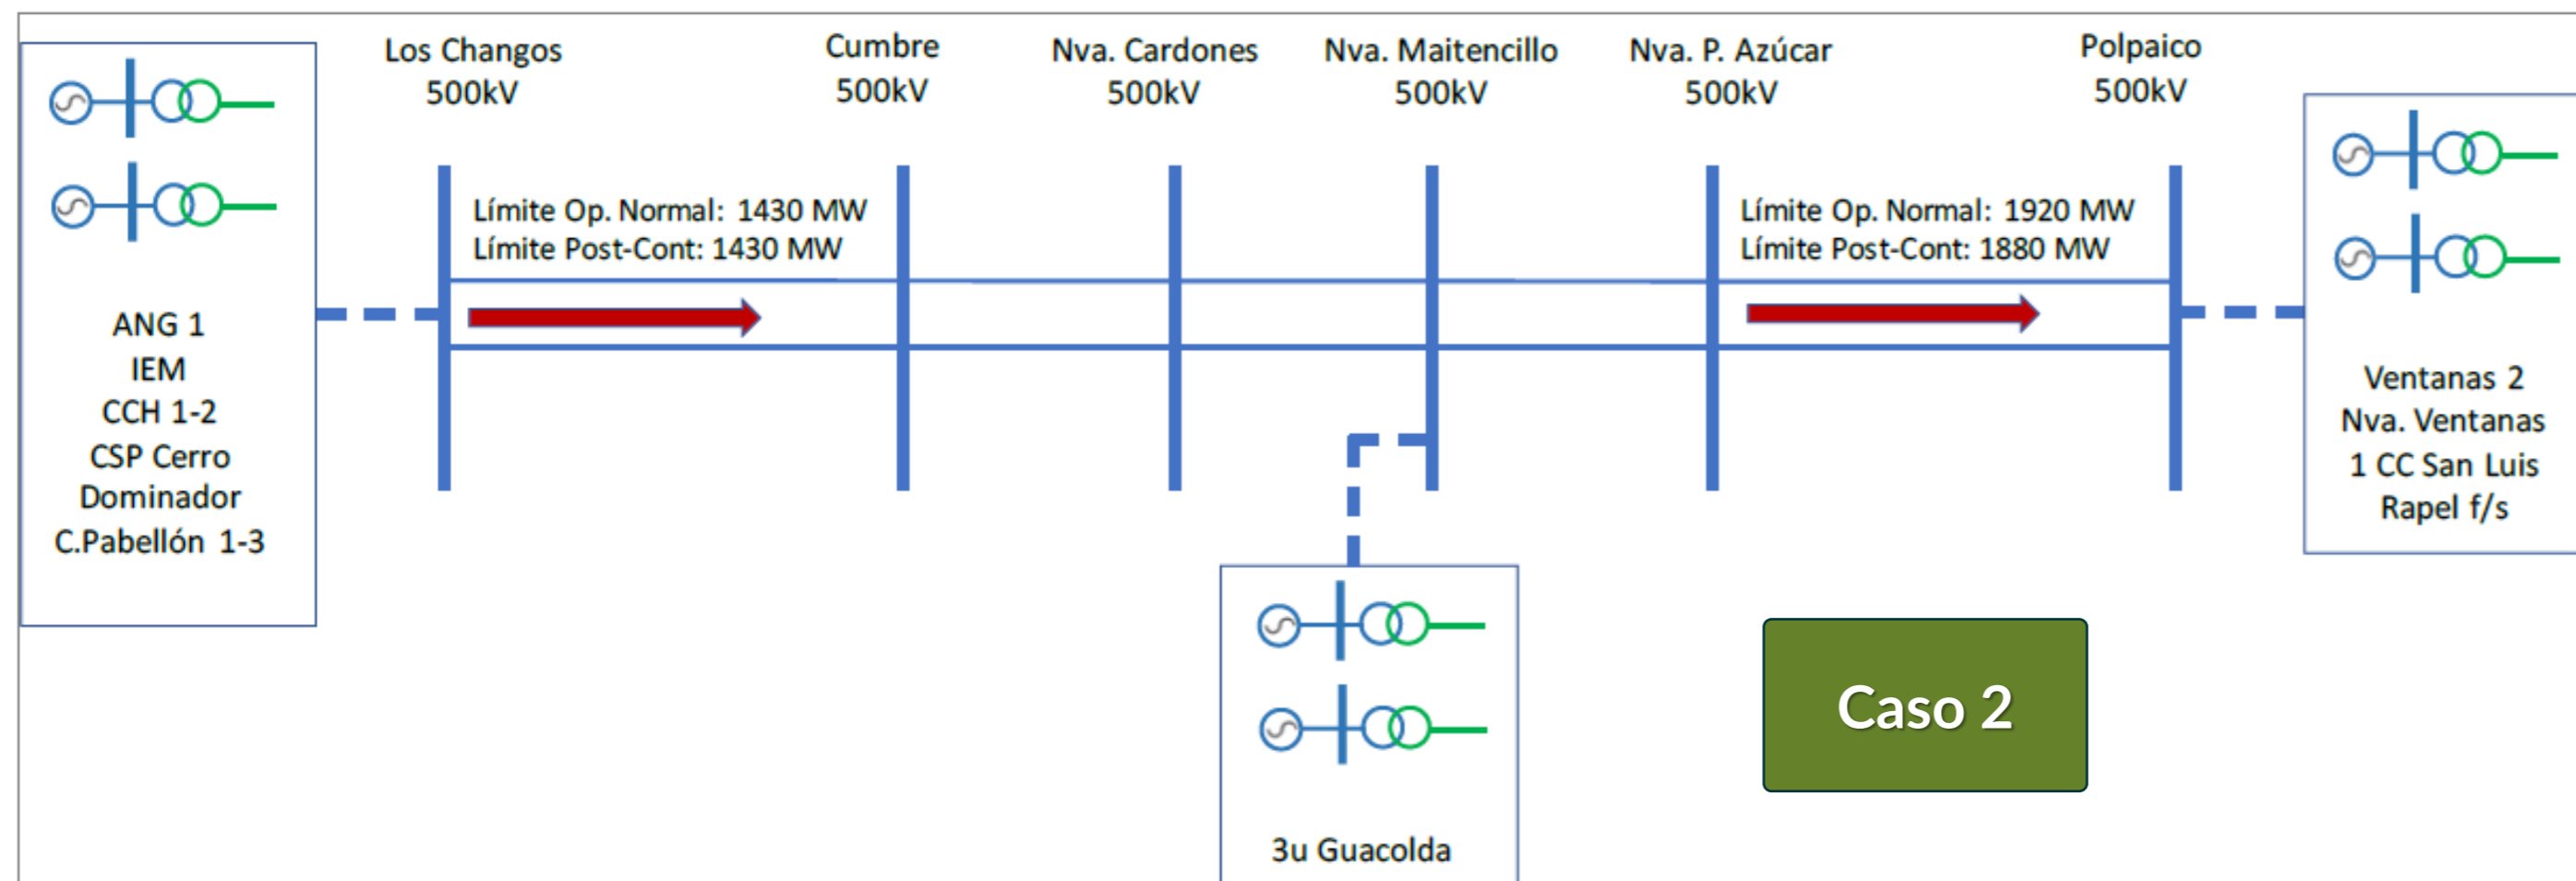 Los Changos
500kV
Cumbre
500kV
Nva. Cardones
500kV
Nva. Maitencillo
500kV
Nva. P. Azúcar
500kV
Polpaico
500kV
Límite Op. Normal: 1430 MW
Límite Post-Cont: 1430 MW
Límite Op. Normal: 1920 MW
Límite Post-Cont: 1880 MW
ANG 1
IEM
CCH 1-2
CSP Cerro
Dominador
C.Pabellón 1-3
Ventanas 2
Nva. Ventanas
1 CC San Luis
Rapel f/s
3u Guacolda
Caso 2